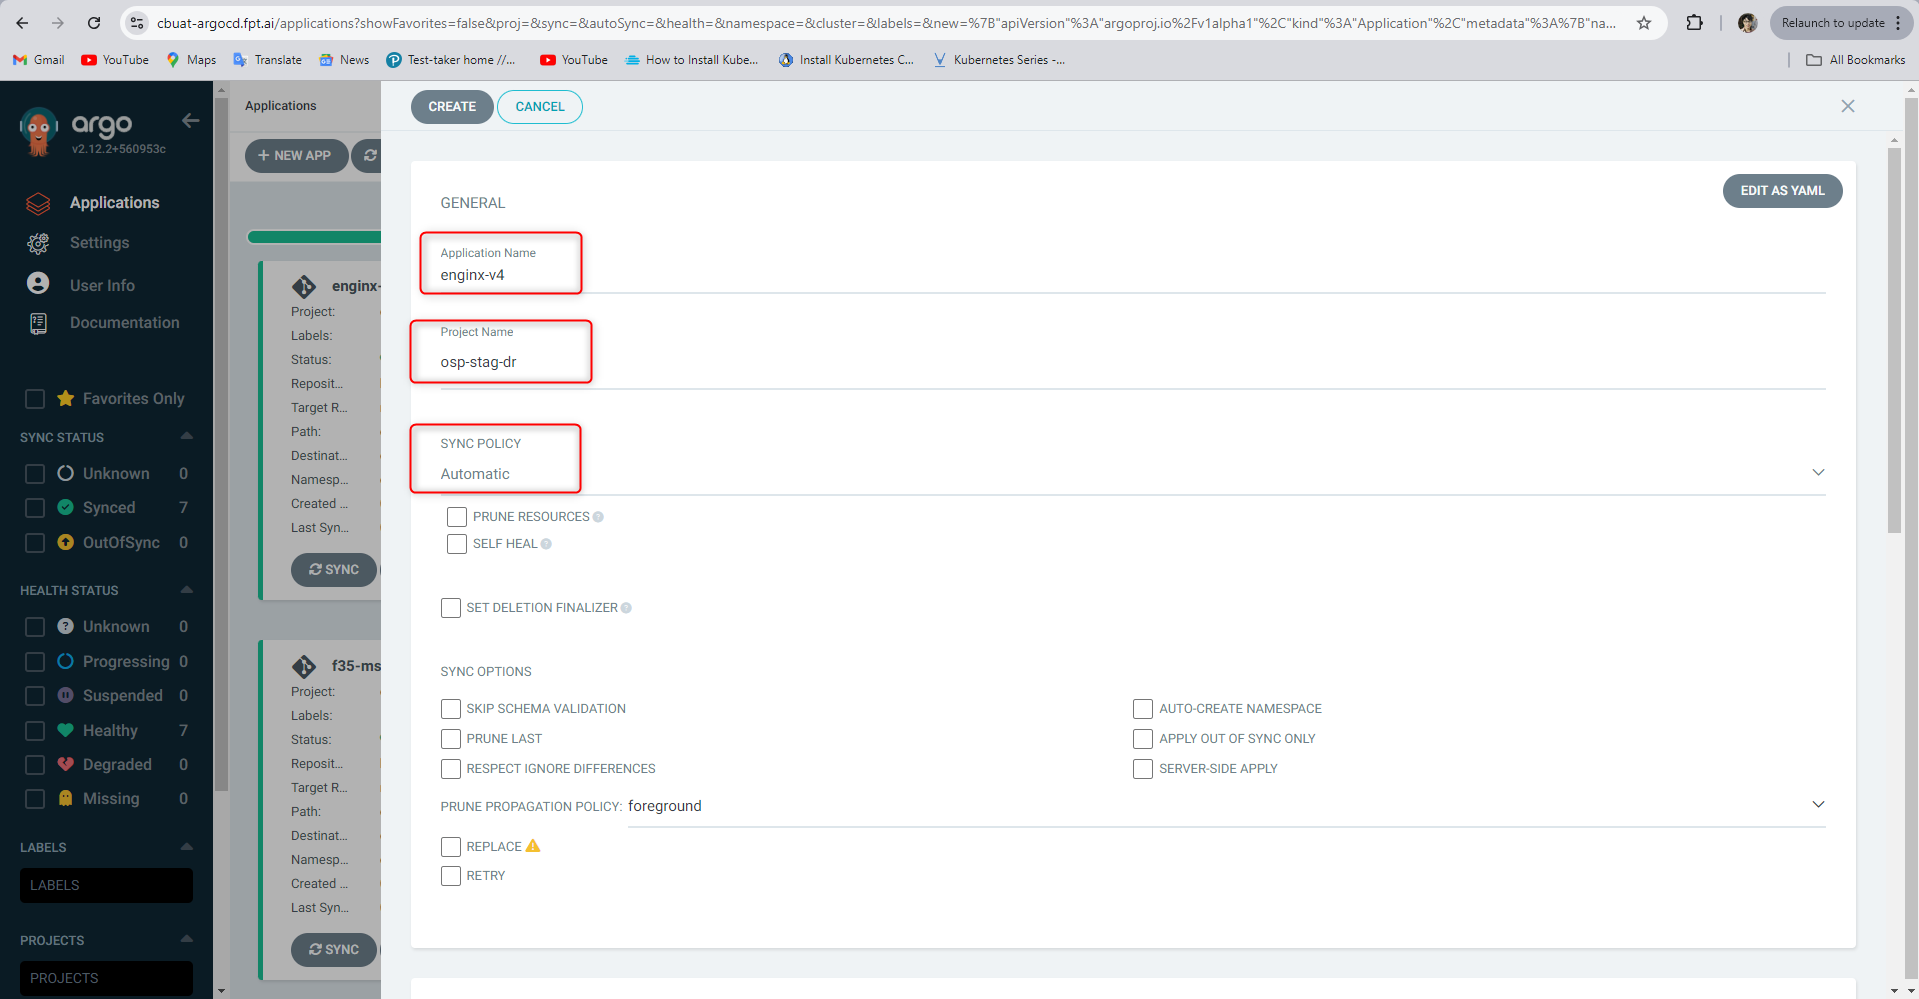 cbuat-argocd.fpt.ai/applications?showFavorites=false&proj=&sync=&autoSync=&health=&namespace=&cluster=&labels=&new=%7B"apiVersion"%3A"argoproj.io%2Fv1alpha1"%2C"kind"%3A"Application"%2C"metadata"%3A%7B"na...
Relaunch to update
Gmail
YouTube
Maps
Translate
News
Test-taker home //...
YouTube
How to Install Kube...
Install Kubernetes C...
Kubernetes Series -...
All Bookmarks
argo
v2.12.2+560953c
Applications
Settings
User Info
Documentation
Favorites Only
SYNC STATUS
Unknown 0
Synced 7
OutOfSync 0
HEALTH STATUS
Unknown 0
Progressing 0
Suspended 0
Healthy 7
Degraded 0
Missing 0
LABELS
LABELS
PROJECTS
PROJECTS
Applications
NEW APP
enginx-
Project:
Labels:
Status:
Reposit...
Target R...
Path:
Destinat...
Namesp...
Created ...
Last Syn...
SYNC
f35-ms
Project:
Labels:
Status:
Reposit...
Target R...
Path:
Destinat...
Namesp...
Created ...
Last Syn...
SYNC
CREATE
CANCEL
GENERAL
EDIT AS YAML
Application Name
enginx-v4
Project Name
osp-stag-dr
SYNC POLICY
Automatic
PRUNE RESOURCES
SELF HEAL
SET DELETION FINALIZER
SYNC OPTIONS
SKIP SCHEMA VALIDATION
AUTO-CREATE NAMESPACE
PRUNE LAST
APPLY OUT OF SYNC ONLY
RESPECT IGNORE DIFFERENCES
SERVER-SIDE APPLY
PRUNE PROPAGATION POLICY: foreground
REPLACE
RETRY